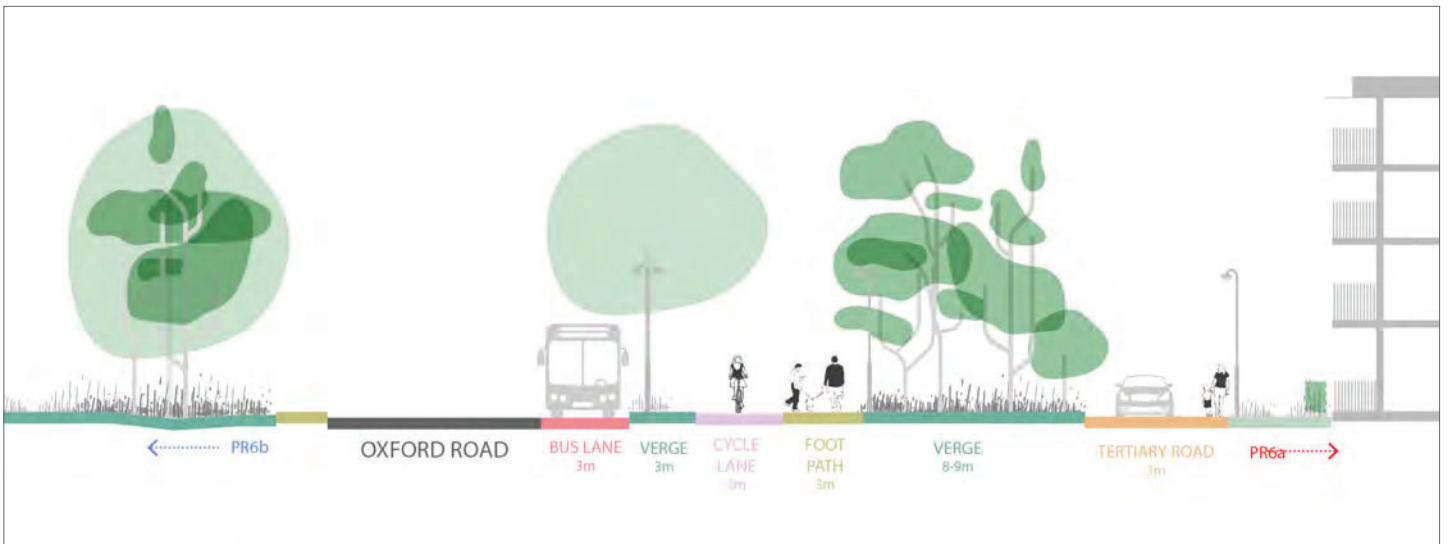 PR6b
OXFORD ROAD
BUS LANE
3m
VERGE
3m
CYCLE
LANE
FOOT
PATH
3m
VERGE
8-9m
TERTIARY ROAD
3m
PR6a